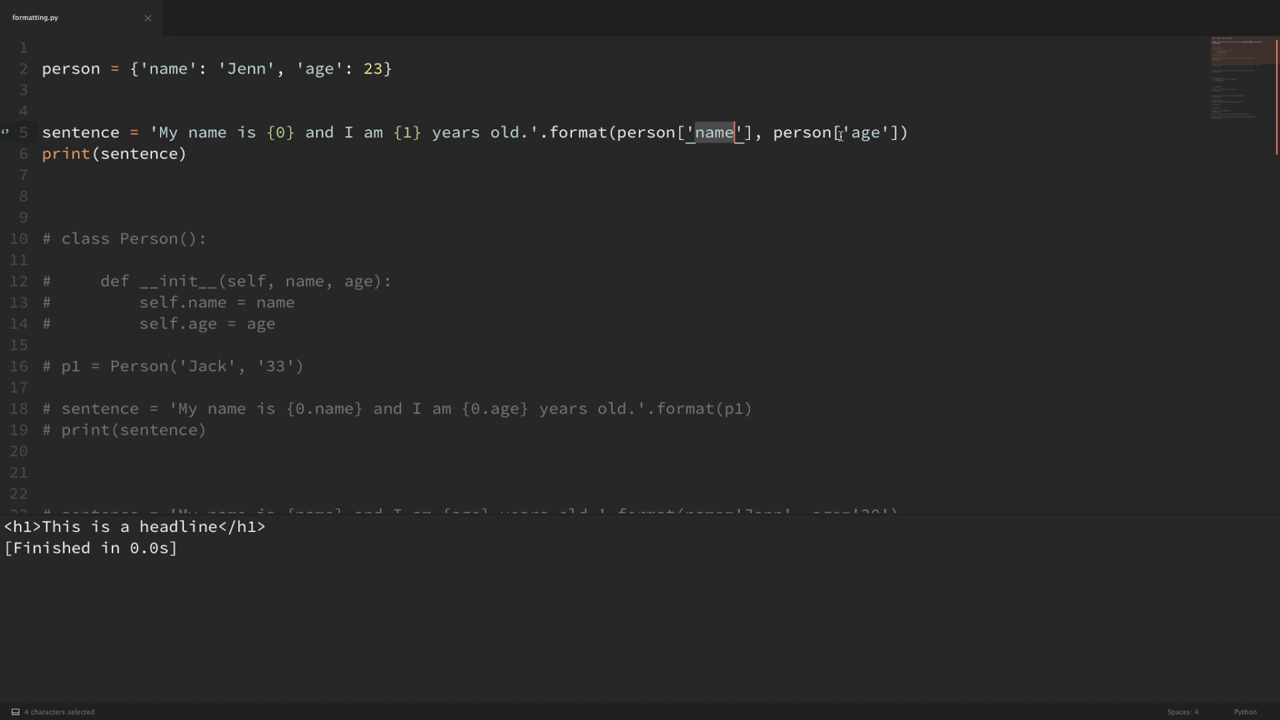 formatting.py
1
2 person = {'name': 'Jenn', 'age': 23}
3
4
5 sentence = 'My name is {0} and I am {1} years old.'.format(person['name'], person['age'])
6 print(sentence)
7
8
9
10 # class Person():
11
12 #     def __init__(self, name, age):
13 #         self.name = name
14 #         self.age = age
15
16 # p1 = Person('Jack', '33')
17
18 # sentence = 'My name is {0.name} and I am {0.age} years old.'.format(p1)
19 # print(sentence)
20
21
22
<h1>This is a headline</h1>
[Finished in 0.0s]
4 characters selected
Spaces: 4
Python